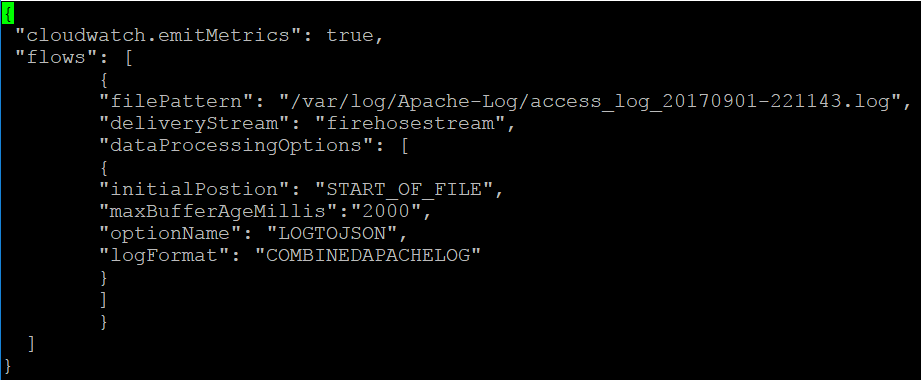 {
 "cloudwatch.emitMetrics": true,
 "flows": [
        {
        "filePattern": "/var/log/Apache-Log/access_log_20170901-221143.log",
        "deliveryStream": "firehosestream",
        "dataProcessingOptions": [
        {
        "initialPostion": "START_OF_FILE",
        "maxBufferAgeMillis":"2000",
        "optionName": "LOGTOJSON",
        "logFormat": "COMBINEDAPACHELOG"
        }
        ]
        }
  ]
}